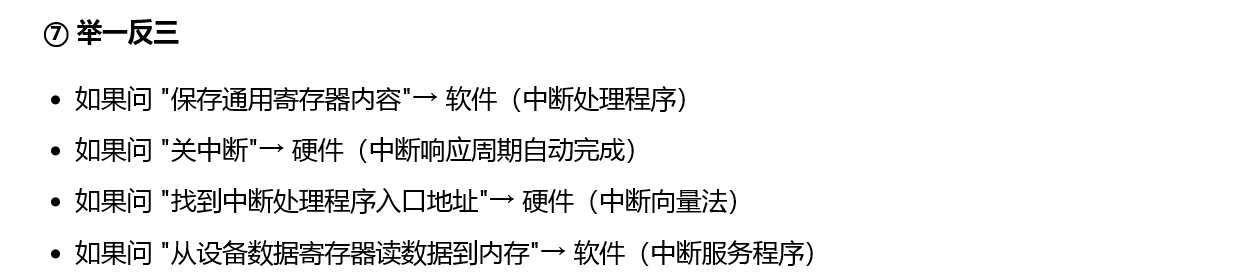 ⑦ 举一反三
• 如果问 "保存通用寄存器内容"→ 软件（中断处理程序）
• 如果问 "关中断"→ 硬件（中断响应周期自动完成）
• 如果问 "找到中断处理程序入口地址"→ 硬件（中断向量法）
• 如果问 "从设备数据寄存器读数据到内存"→ 软件（中断服务程序）